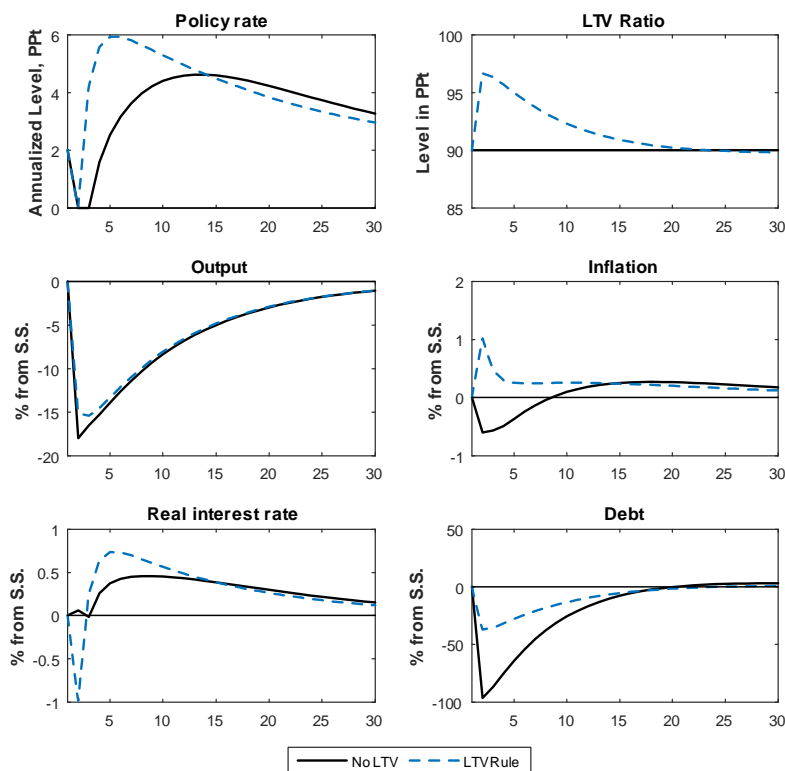 Policy rate
Annualized Level, PPt
6
4
2
0
5 10 15 20 25 30
LTV Ratio
Level in PPt
100
95
90
85
5 10 15 20 25 30
Output
% from S.S.
0
-5
-10
-15
-20
5 10 15 20 25 30
Inflation
% from S.S.
2
1
0
-1
5 10 15 20 25 30
Real interest rate
% from S.S.
1
0.5
0
-0.5
-1
5 10 15 20 25 30
Debt
% from S.S.
50
0
-50
-100
5 10 15 20 25 30
No LTV LTV Rule